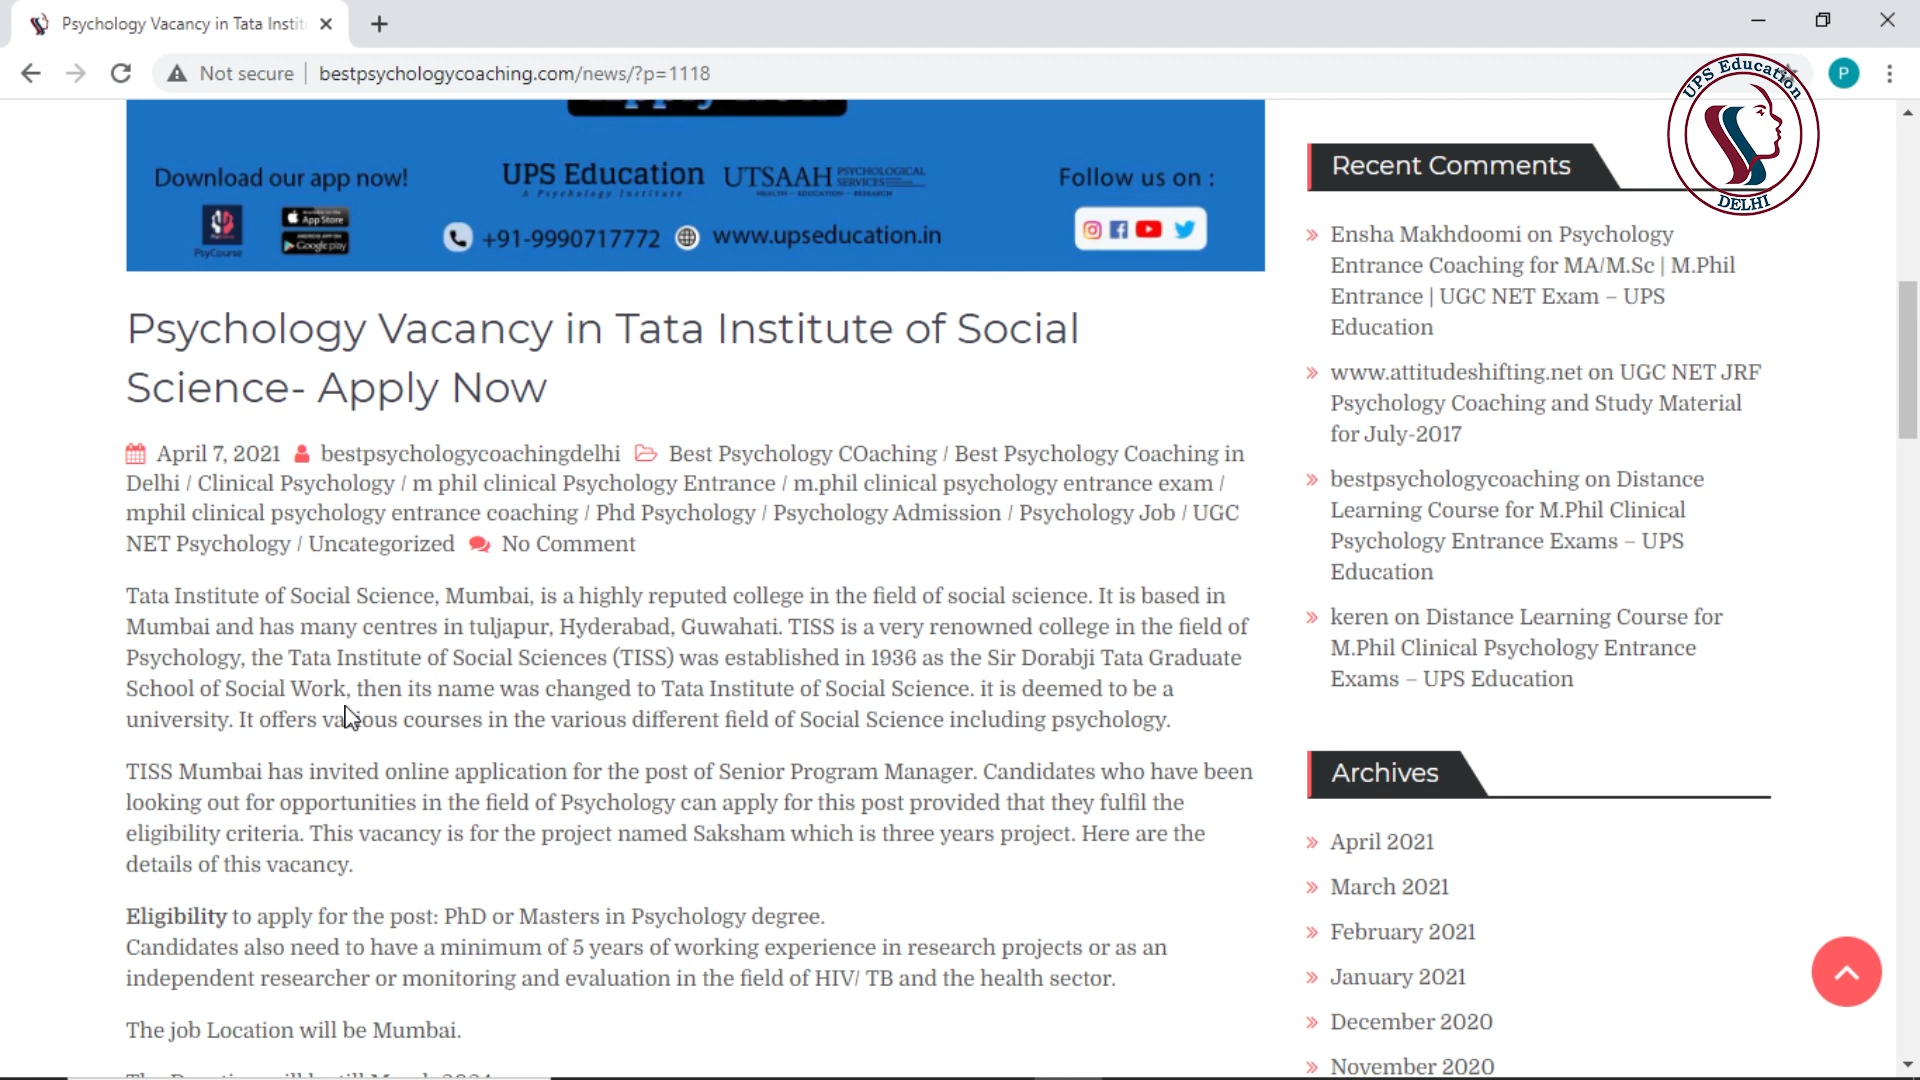 Psychology Vacancy in Tata Instit
Not secure
bestpsychologycoaching.com/news/?p=1118
P
UPS Education
DELHI
Download our app now!
UPS Education
A Psychology Institute
UTSAAH PSYCHOLOGICAL SERVICES
HEALTH - EDUCATION - RESEARCH
Follow us on :
App Store
Google play
PsyCourse
+91-9990717772
www.upseducation.in
Psychology Vacancy in Tata Institute of Social
Science- Apply Now
April 7, 2021 bestpsychologycoachingdelhi Best Psychology COaching / Best Psychology Coaching in
Delhi / Clinical Psychology / m phil clinical Psychology Entrance / m.phil clinical psychology entrance exam /
mphil clinical psychology entrance coaching / Phd Psychology / Psychology Admission / Psychology Job / UGC
NET Psychology / Uncategorized No Comment
Tata Institute of Social Science, Mumbai, is a highly reputed college in the field of social science. It is based in
Mumbai and has many centres in tuljapur, Hyderabad, Guwahati. TISS is a very renowned college in the field of
Psychology, the Tata Institute of Social Sciences (TISS) was established in 1936 as the Sir Dorabji Tata Graduate
School of Social Work, then its name was changed to Tata Institute of Social Science. it is deemed to be a
university. It offers various courses in the various different field of Social Science including psychology.
TISS Mumbai has invited online application for the post of Senior Program Manager. Candidates who have been
looking out for opportunities in the field of Psychology can apply for this post provided that they fulfil the
eligibility criteria. This vacancy is for the project named Saksham which is three years project. Here are the
details of this vacancy.
Eligibility to apply for the post: PhD or Masters in Psychology degree.
Candidates also need to have a minimum of 5 years of working experience in research projects or as an
independent researcher or monitoring and evaluation in the field of HIV/ TB and the health sector.
The job Location will be Mumbai.
Recent Comments
Ensha Makhdoomi on Psychology
Entrance Coaching for MA/M.Sc | M.Phil
Entrance | UGC NET Exam – UPS
Education
www.attitudeshifting.net on UGC NET JRF
Psychology Coaching and Study Material
for July-2017
bestpsychologycoaching on Distance
Learning Course for M.Phil Clinical
Psychology Entrance Exams – UPS
Education
keren on Distance Learning Course for
M.Phil Clinical Psychology Entrance
Exams – UPS Education
Archives
April 2021
March 2021
February 2021
January 2021
December 2020
November 2020